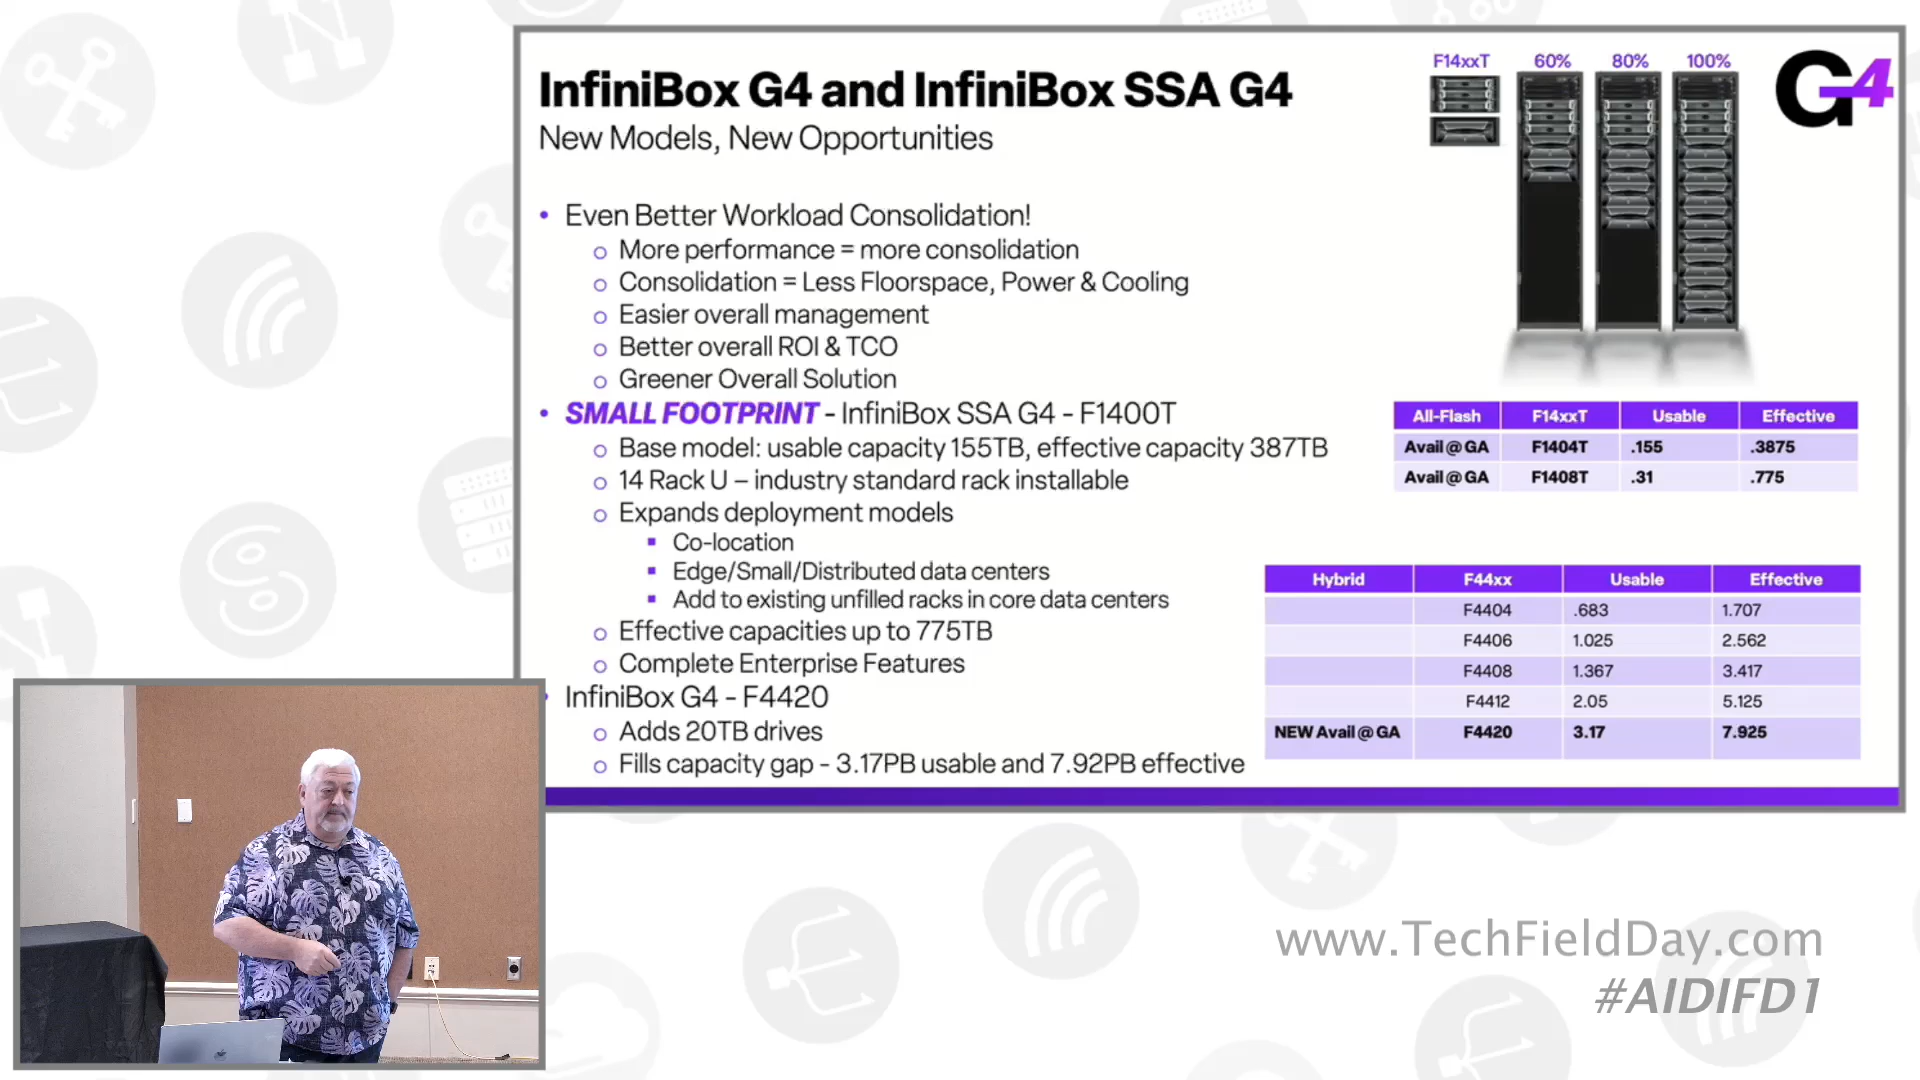 InfiniBox G4 and InfiniBox SSA G4
New Models, New Opportunities
F14xxT 60% 80% 100%
G4
• Even Better Workload Consolidation!
o More performance = more consolidation
o Consolidation = Less Floorspace, Power & Cooling
o Easier overall management
o Better overall ROI & TCO
o Greener Overall Solution
• SMALL FOOTPRINT - InfiniBox SSA G4 - F1400T
o Base model: usable capacity 155TB, effective capacity 387TB
o 14 Rack U – industry standard rack installable
o Expands deployment models
▪ Co-location
▪ Edge/Small/Distributed data centers
▪ Add to existing unfilled racks in core data centers
o Effective capacities up to 775TB
o Complete Enterprise Features
• InfiniBox G4 - F4420
o Adds 20TB drives
o Fills capacity gap - 3.17PB usable and 7.92PB effective
All-Flash F14xxT Usable Effective
Avail @ GA F1404T .155 .3875
Avail @ GA F1408T .31 .775
Hybrid F44xx Usable Effective
F4404 .683 1.707
F4406 1.025 2.562
F4408 1.367 3.417
F4412 2.05 5.125
NEW Avail @ GA F4420 3.17 7.925
www.TechFieldDay.com
#AIDIFD1